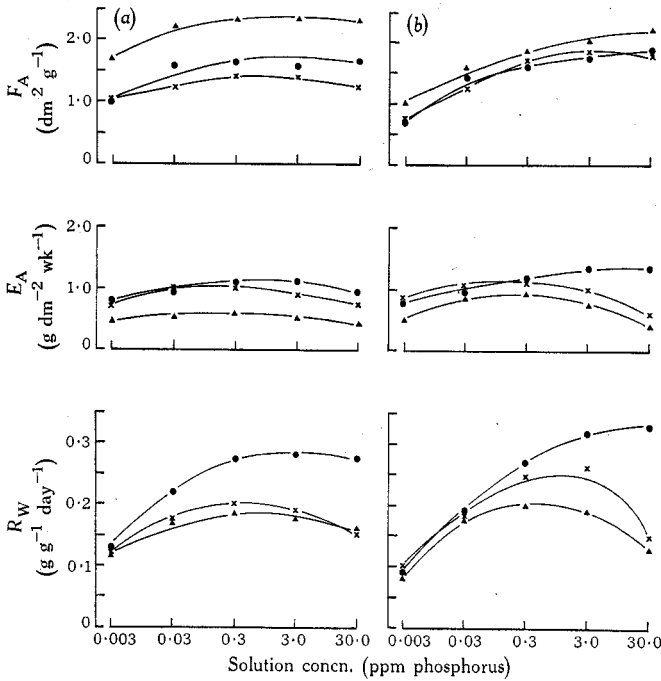 (a)
(b)
F_A
(dm² g⁻¹)
2·0
1·0
0
E_A
(g dm⁻² wk⁻¹)
2·0
1·0
0
R_W
(g g⁻¹ day⁻¹)
0·3
0·2
0·1
0
0·003 0·03 0·3 3·0 30·0
0·003 0·03 0·3 3·0 30·0
Solution concn. (ppm phosphorus)